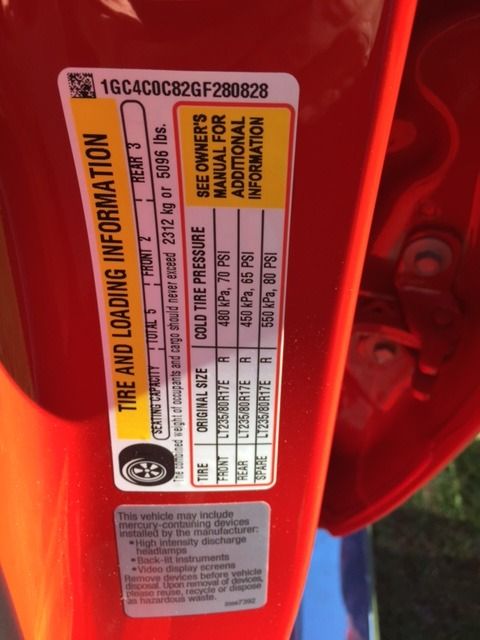 1GC4C0C82GF280828
TIRE AND LOADING INFORMATION
SEATING CAPACITY TOTAL 5 FRONT 2 REAR 3
The combined weight of occupants and cargo should never exceed 2312 kg or 5096 lbs.
TIRE ORIGINAL SIZE COLD TIRE PRESSURE
FRONT LT235/80R17E R 480 kPa, 70 PSI
REAR LT235/80R17E R 450 kPa, 65 PSI
SPARE LT235/80R17E R 550 kPa, 80 PSI
SEE OWNER'S
MANUAL FOR
ADDITIONAL
INFORMATION
This vehicle may include
mercury-containing devices
installed by the manufacturer:
• High intensity discharge
headlamps
• Back-lit instruments
• Video display screens
Remove devices before vehicle
disposal. Upon removal of devices,
please reuse, recycle or dispose
as hazardous waste.
20967392